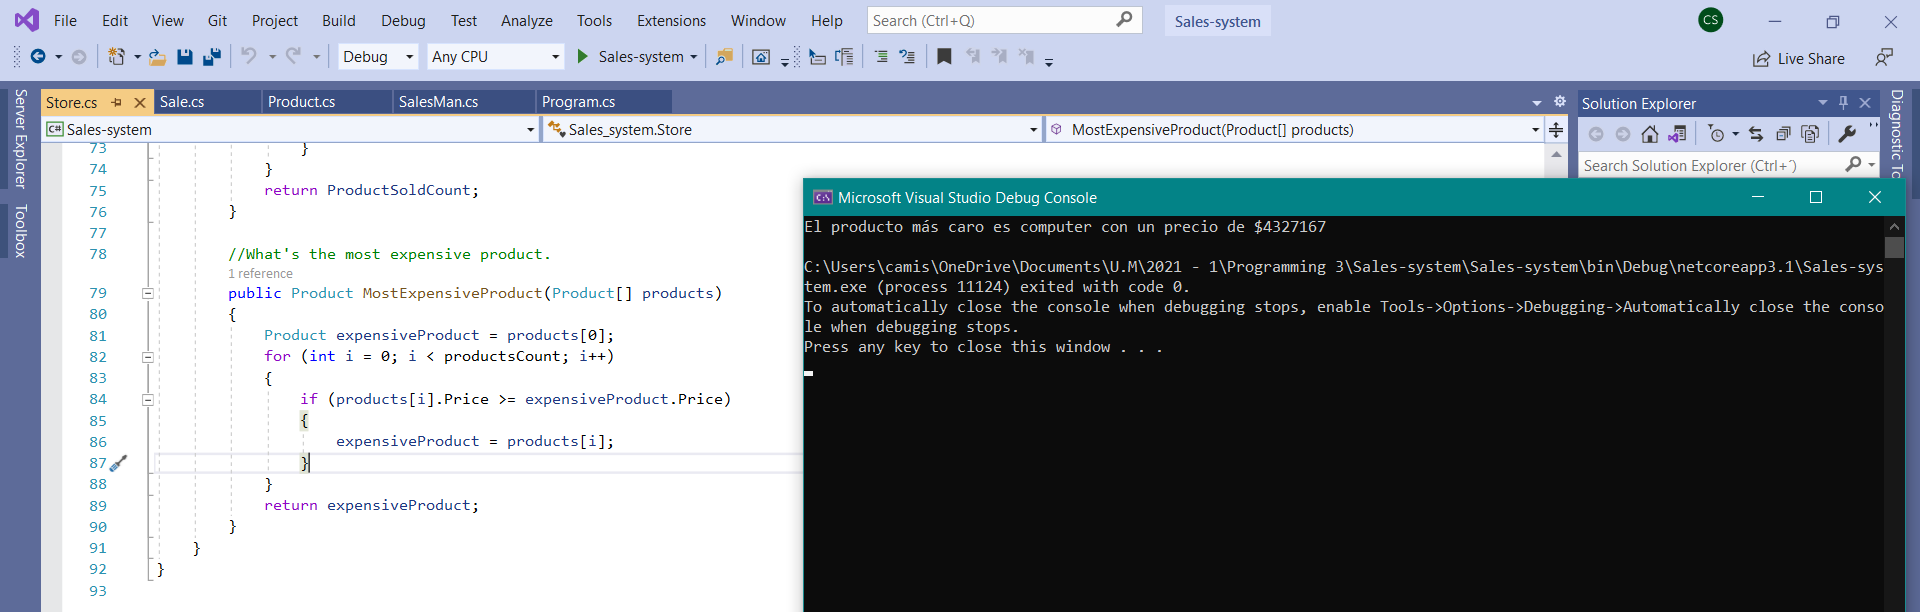 File Edit View Git Project Build Debug Test Analyze Tools Extensions Window Help Search (Ctrl+Q) Sales-system CS
Debug Any CPU Sales-system Live Share
Server Explorer
Toolbox
Store.cs Sale.cs Product.cs SalesMan.cs Program.cs
C# Sales-system Sales_system.Store MostExpensiveProduct(Product[] products)
73 }
74 }
75 return ProductSoldCount;
76 }
77
78 //What's the most expensive product.
1 reference
79 public Product MostExpensiveProduct(Product[] products)
80 {
81 Product expensiveProduct = products[0];
82 for (int i = 0; i < productsCount; i++)
83 {
84 if (products[i].Price >= expensiveProduct.Price)
85 {
86 expensiveProduct = products[i];
87 }
88 }
89 return expensiveProduct;
90 }
91 }
92 }
93
Solution Explorer
Search Solution Explorer (Ctrl+´)
Diagnostic To
Microsoft Visual Studio Debug Console
El producto más caro es computer con un precio de $4327167
C:\Users\camis\OneDrive\Documents\U.M\2021 - 1\Programming 3\Sales-system\Sales-system\bin\Debug\netcoreapp3.1\Sales-sys
tem.exe (process 11124) exited with code 0.
To automatically close the console when debugging stops, enable Tools->Options->Debugging->Automatically close the conso
le when debugging stops.
Press any key to close this window . . .